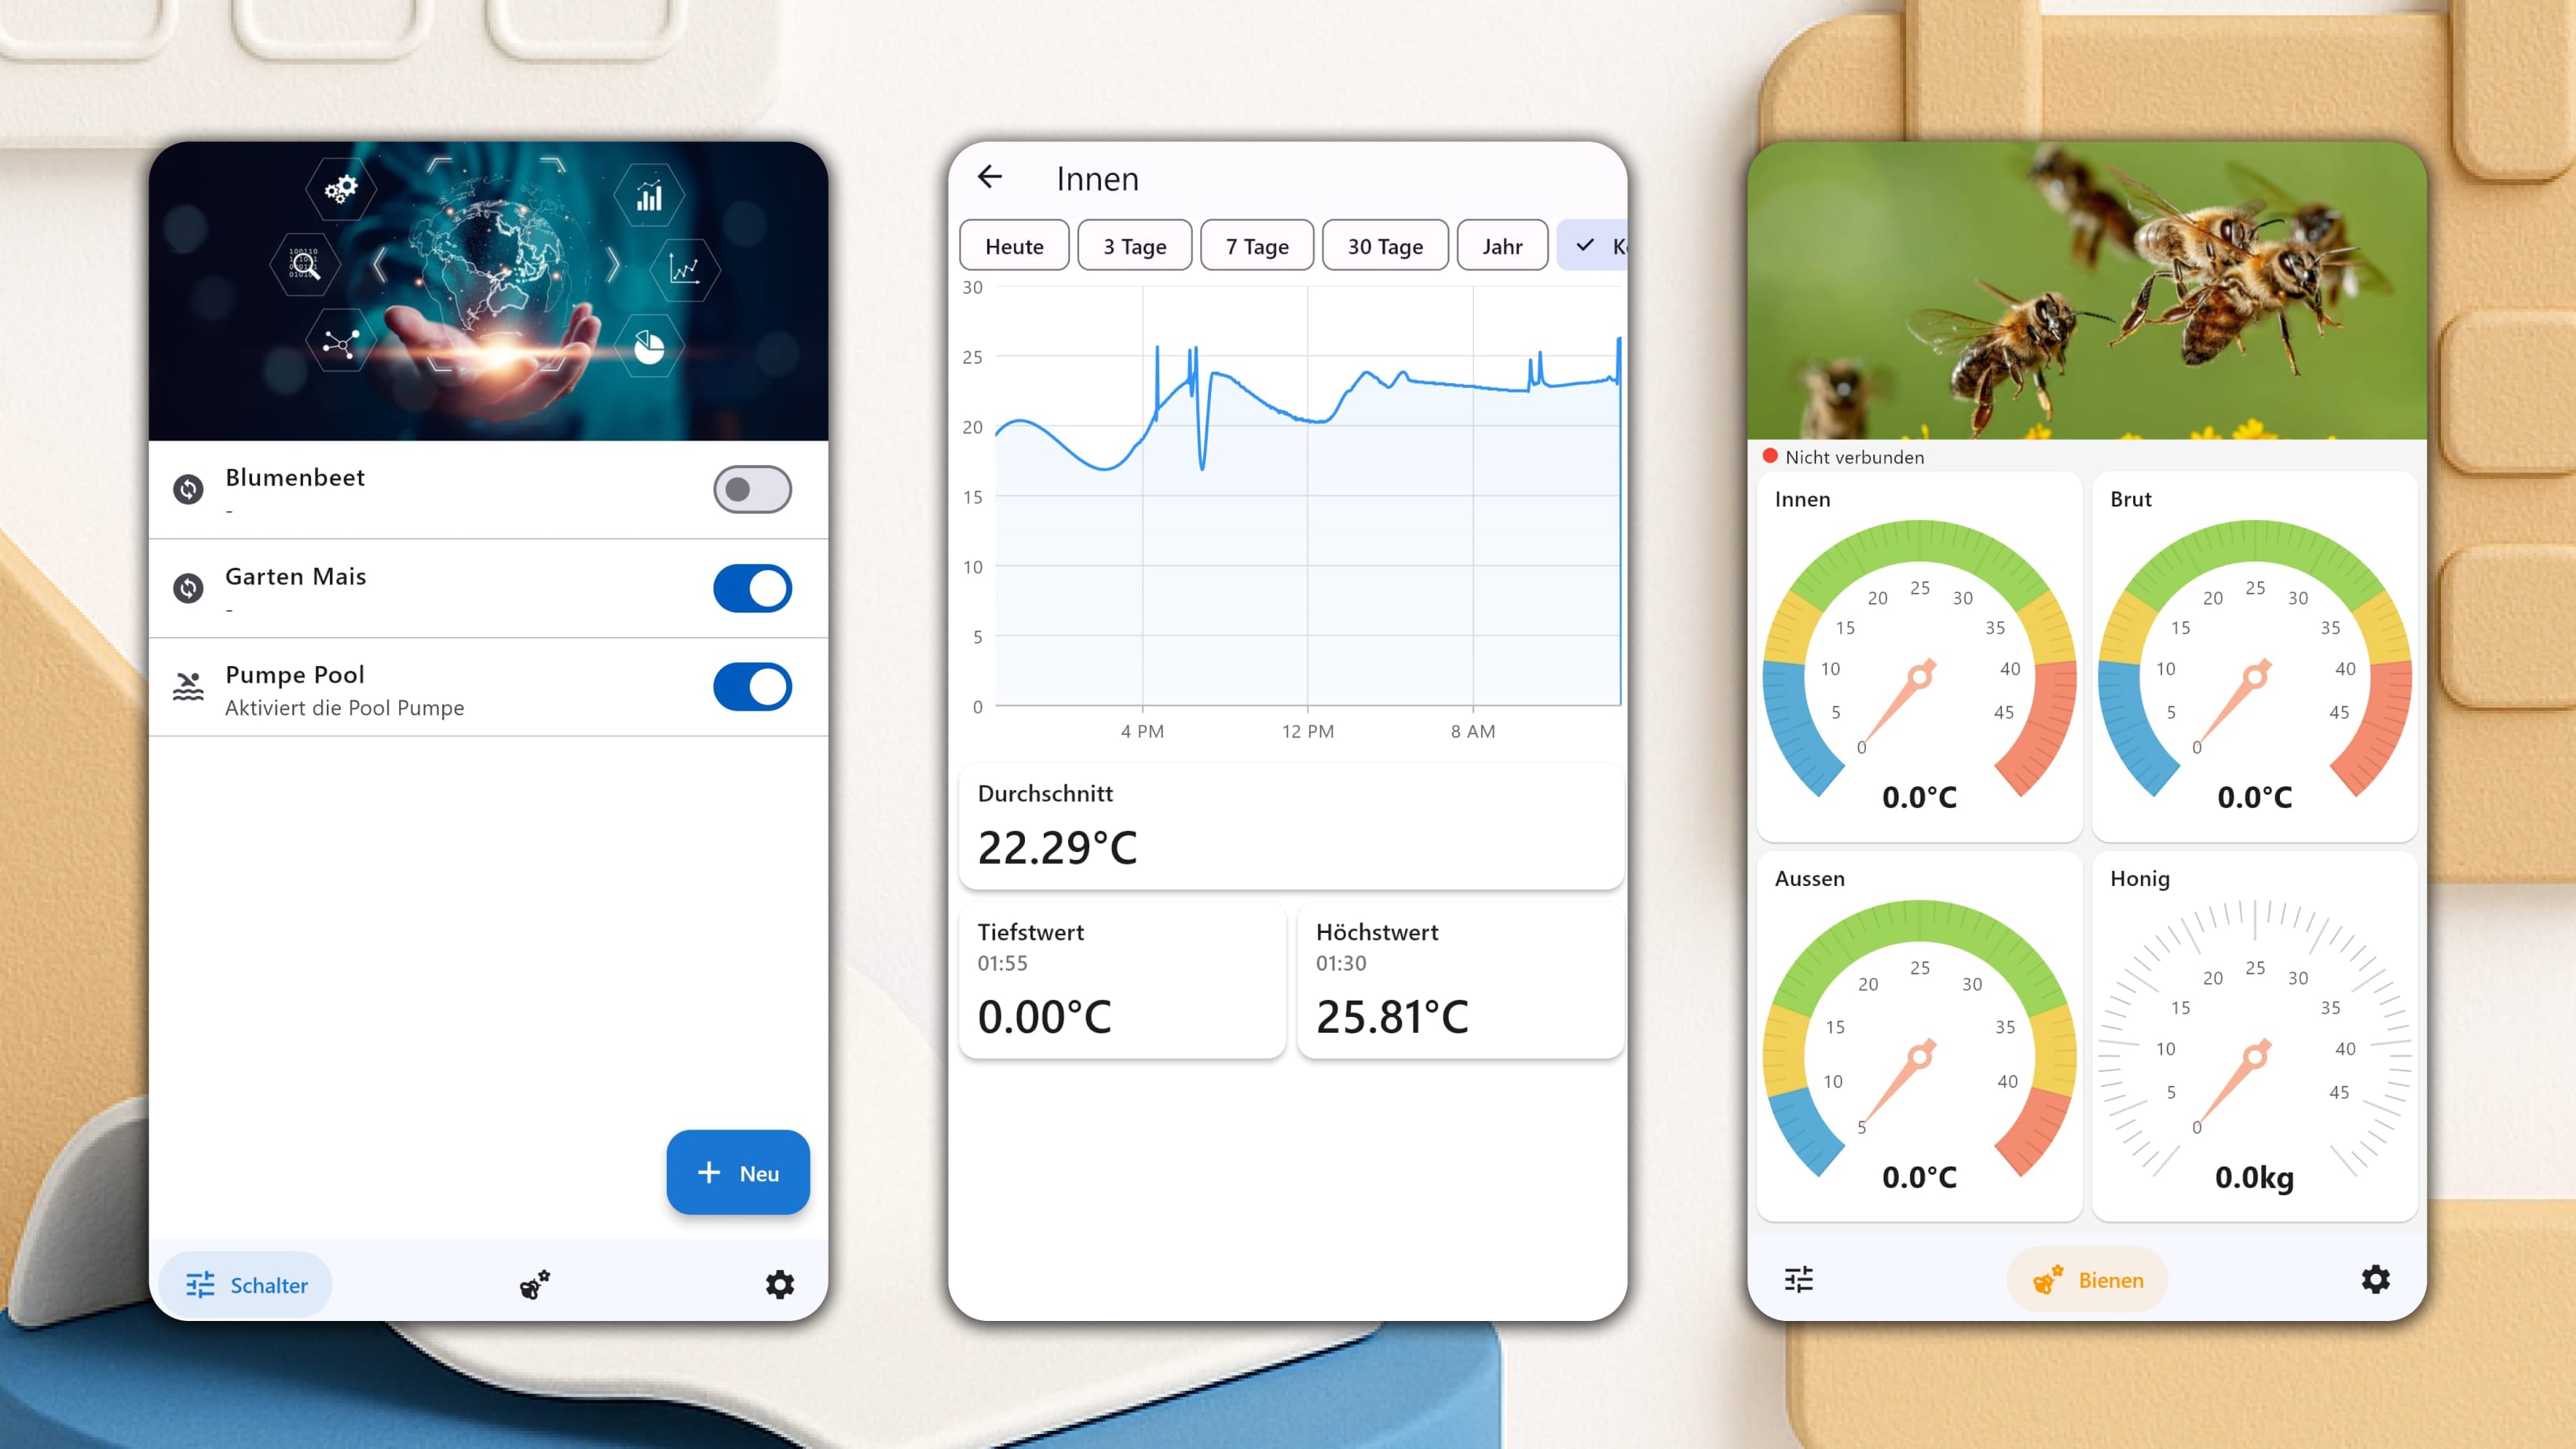 100110
Blumenbeet
-
Garten Mais
-
Pumpe Pool
Aktiviert die Pool Pumpe
+ Neu
Schalter
Innen
Heute 3 Tage 7 Tage 30 Tage Jahr
30
25
20
15
10
5
0
4 PM 12 PM 8 AM
Durchschnitt
22.29°C
Tiefstwert
01:55
0.00°C
Höchstwert
01:30
25.81°C
Nicht verbunden
Innen
0 5 10 15 20 25 30 35 40 45
0.0°C
Brut
0 5 10 15 20 25 30 35 40 45
0.0°C
Aussen
5 10 15 20 25 30 35 40
0.0°C
Honig
0 5 10 15 20 25 30 35 40 45
0.0kg
Bienen